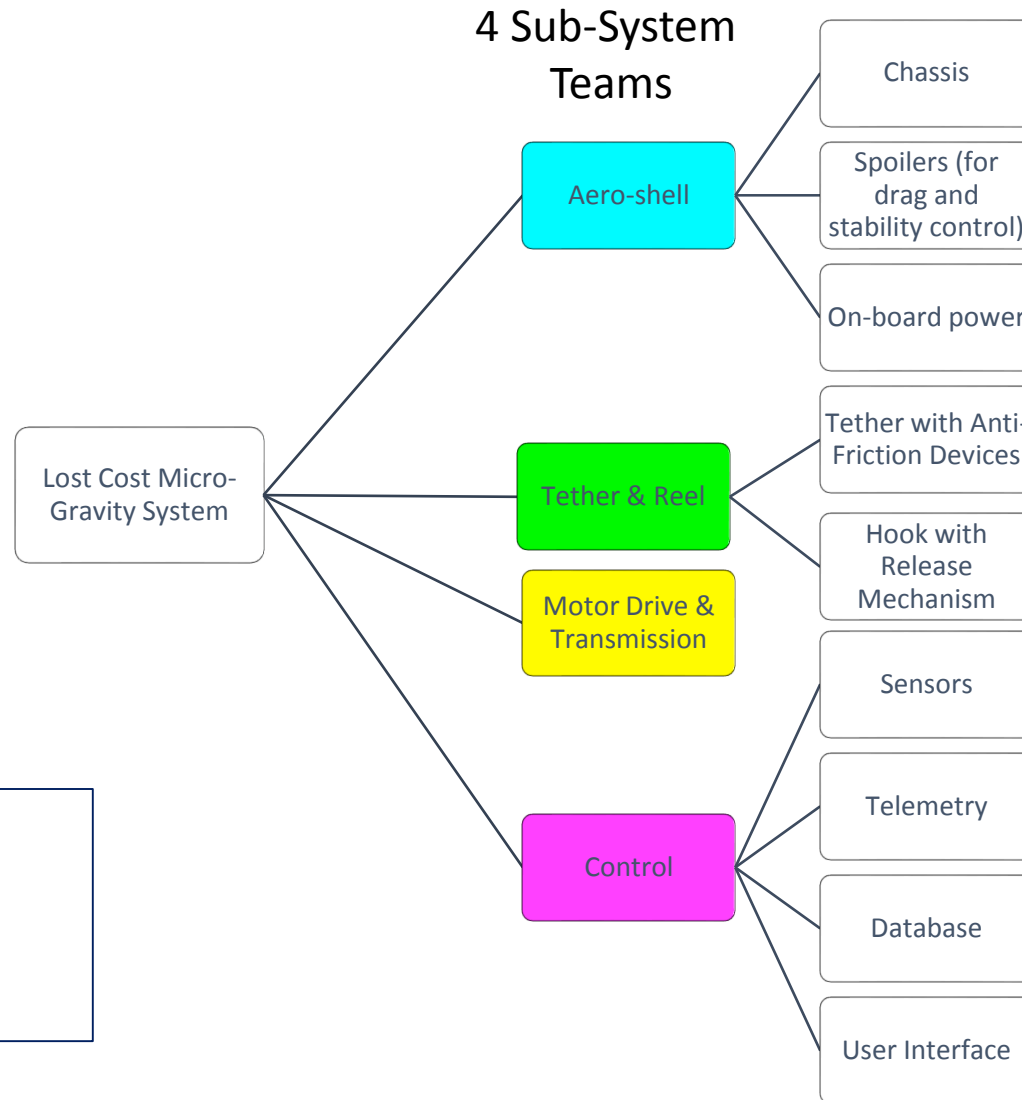 4 Sub-System
Teams
Chassis
Aero-shell
Spoilers (for
drag and
stability control)
On-board power
Lost Cost Micro-
Gravity System
Tether & Reel
Tether with Anti-
Friction Devices
Hook with
Release
Mechanism
Motor Drive &
Transmission
Control
Sensors
Telemetry
Database
User Interface